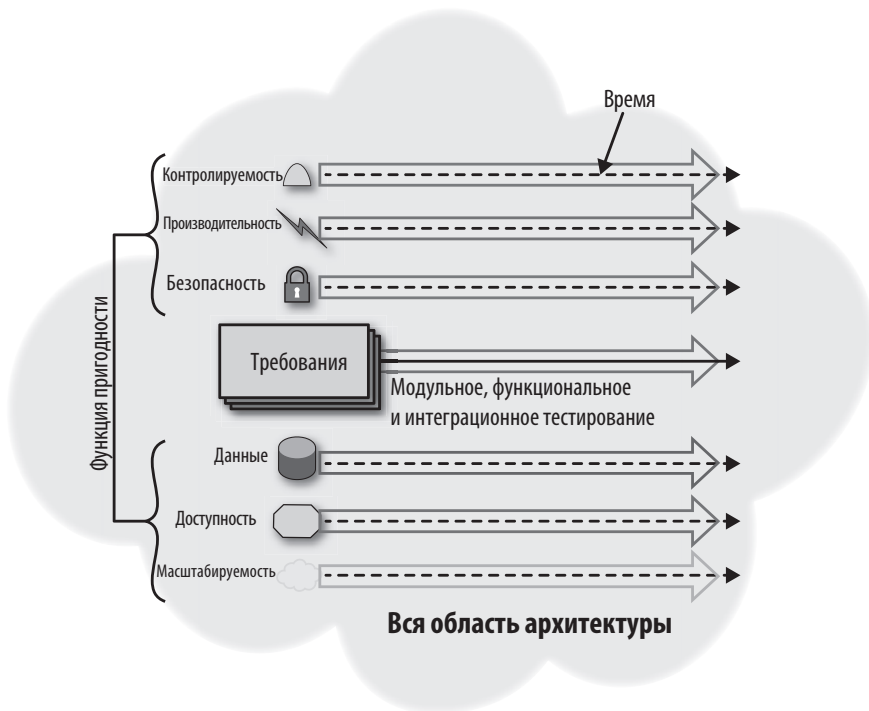 Время
Контролируемость
Производительность
Безопасность
Функция пригодности
Требования
Модульное, функциональное
и интеграционное тестирование
Данные
Доступность
Масштабируемость
Вся область архитектуры